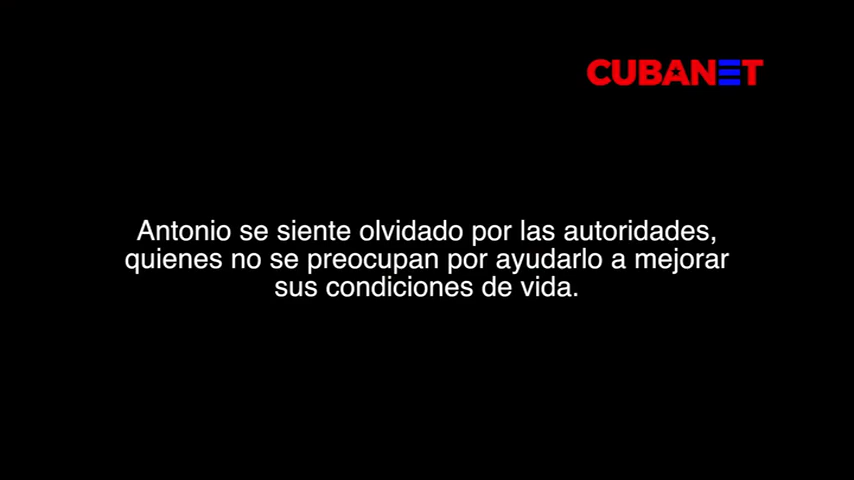 CUBANET
Antonio se siente olvidado por las autoridades,
quienes no se preocupan por ayudarlo a mejorar
sus condiciones de vida.